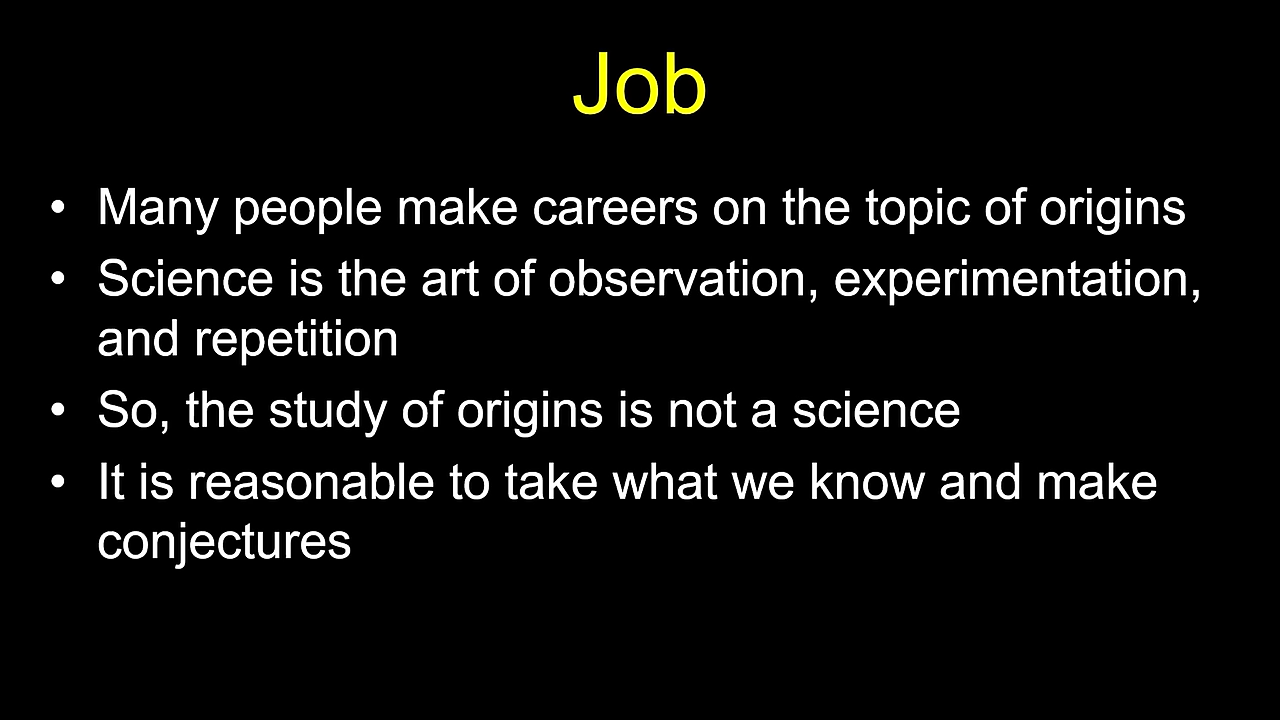 Job
• Many people make careers on the topic of origins
• Science is the art of observation, experimentation,
and repetition
• So, the study of origins is not a science
• It is reasonable to take what we know and make
conjectures